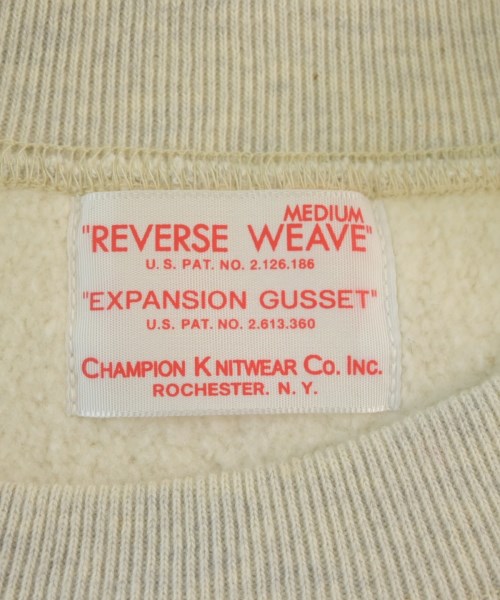 MEDIUM
"REVERSE WEAVE"
U.S. PAT. NO. 2.126.186
"EXPANSION GUSSET"
U.S. PAT. NO. 2.613.360
CHAMPION KNITWEAR CO. INC.
ROCHESTER. N. Y.